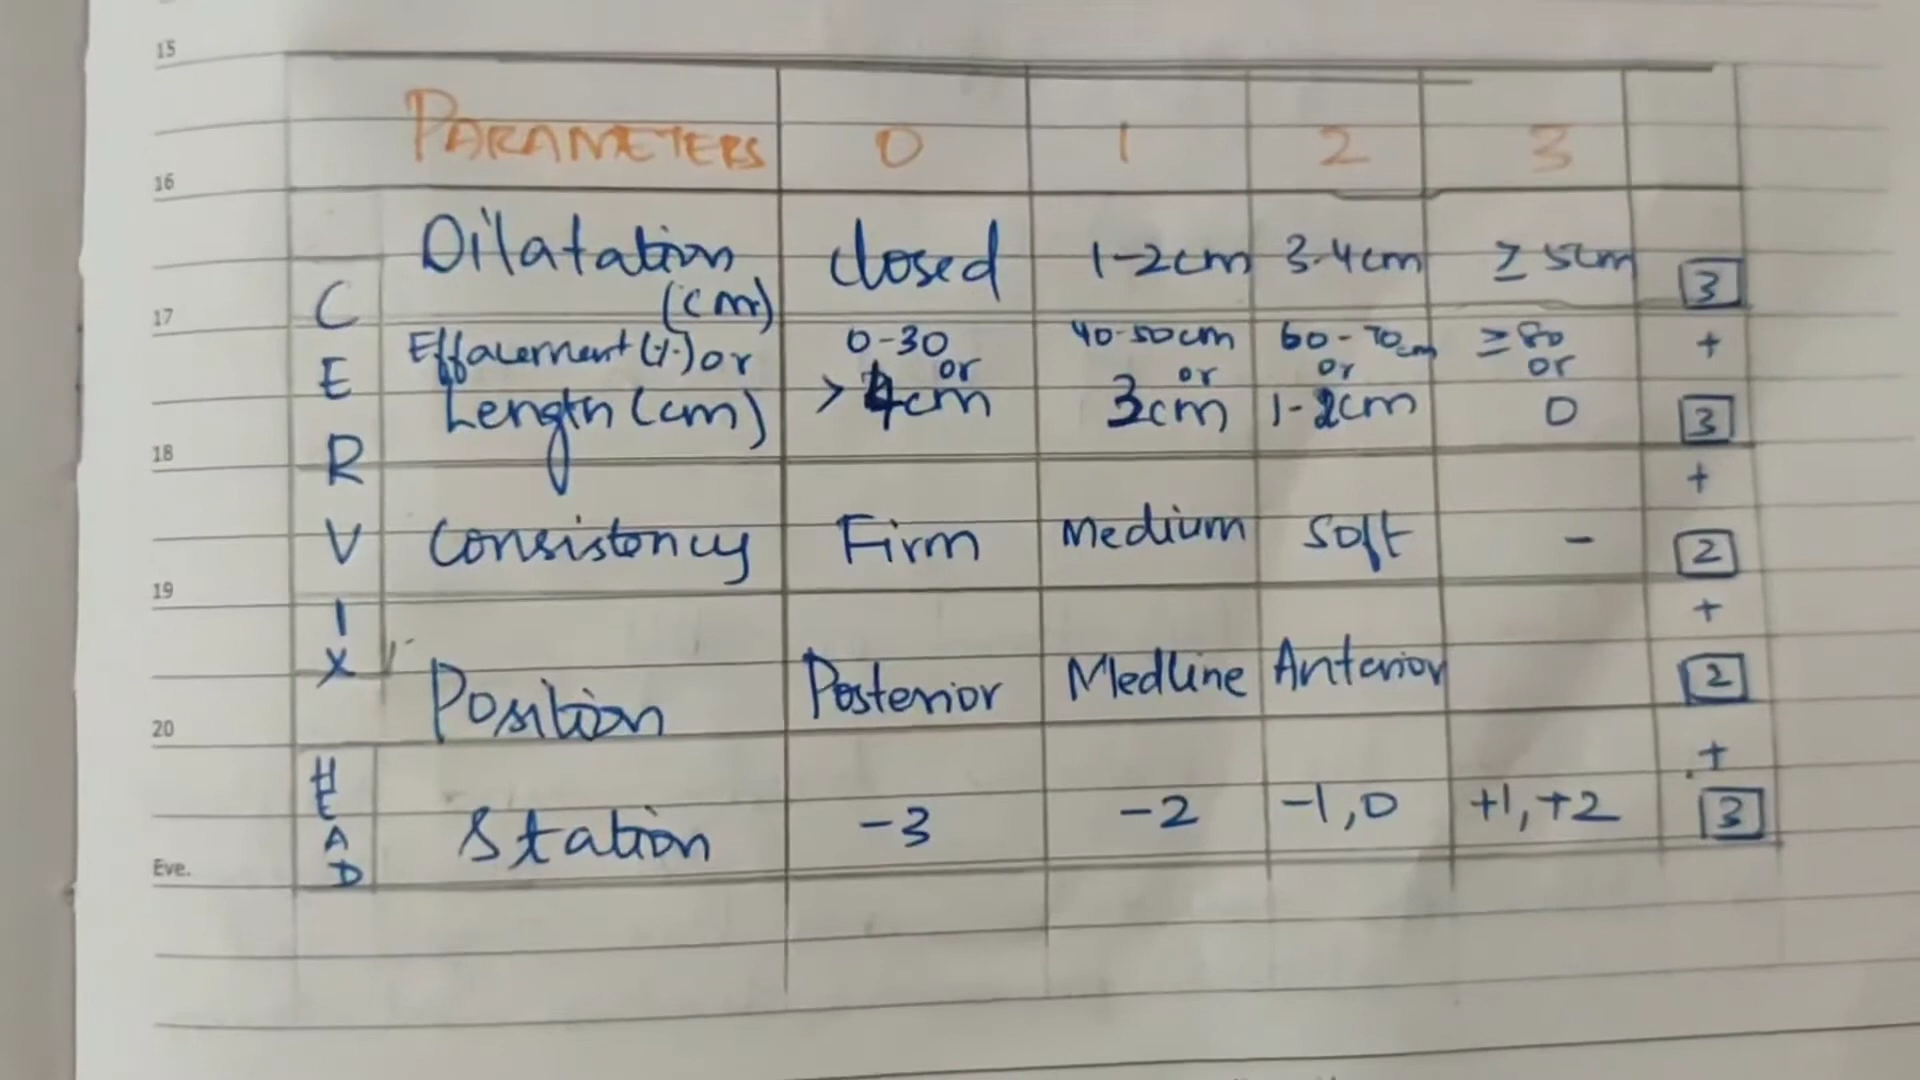 15
PARAMETERS 0 1 2 3
16
Dilatation closed 1-2cm 3-4cm ≥ 5cm 3
(cm)
17
Effacement (%) or 0-30 40-50cm 60-70cm ≥80 +
or or or or
Length (cm) >4cm 3cm 1-2cm 0 3
18
+
Consistency Firm Medium Soft - 2
19
+
Position Posterior Medline Anterior 2
20
+
Station -3 -2 -1,0 +1,+2 3
Eve.
CERVIX
HEAD